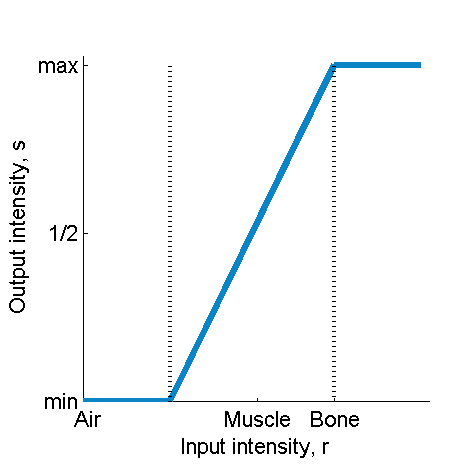 max
1/2
min
Output intensity, s
Air Muscle Bone
Input intensity, r